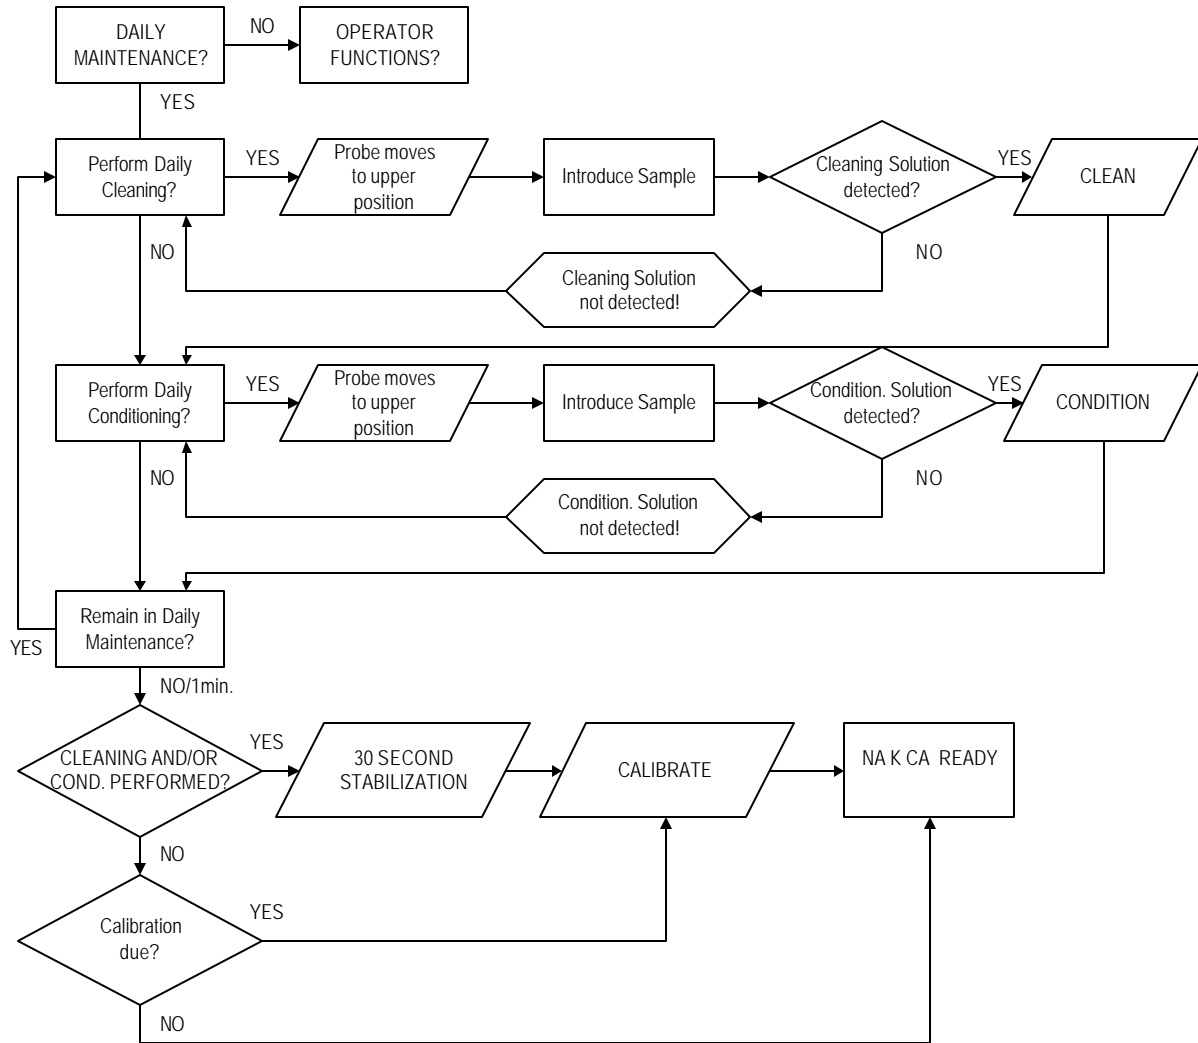 DAILY
MAINTENANCE?
NO
OPERATOR
FUNCTIONS?
YES
Perform Daily
Cleaning?
YES
Probe moves
to upper
position
Introduce Sample
Cleaning Solution
detected?
YES
CLEAN
NO
NO
Cleaning Solution
not detected!
Perform Daily
Conditioning?
YES
Probe moves
to upper
position
Introduce Sample
Condition. Solution
detected?
YES
CONDITION
NO
NO
Condition. Solution
not detected!
Remain in Daily
Maintenance?
YES
NO/1min.
CLEANING AND/OR
COND. PERFORMED?
YES
30 SECOND
STABILIZATION
CALIBRATE
NA K CA READY
NO
Calibration
due?
YES
NO